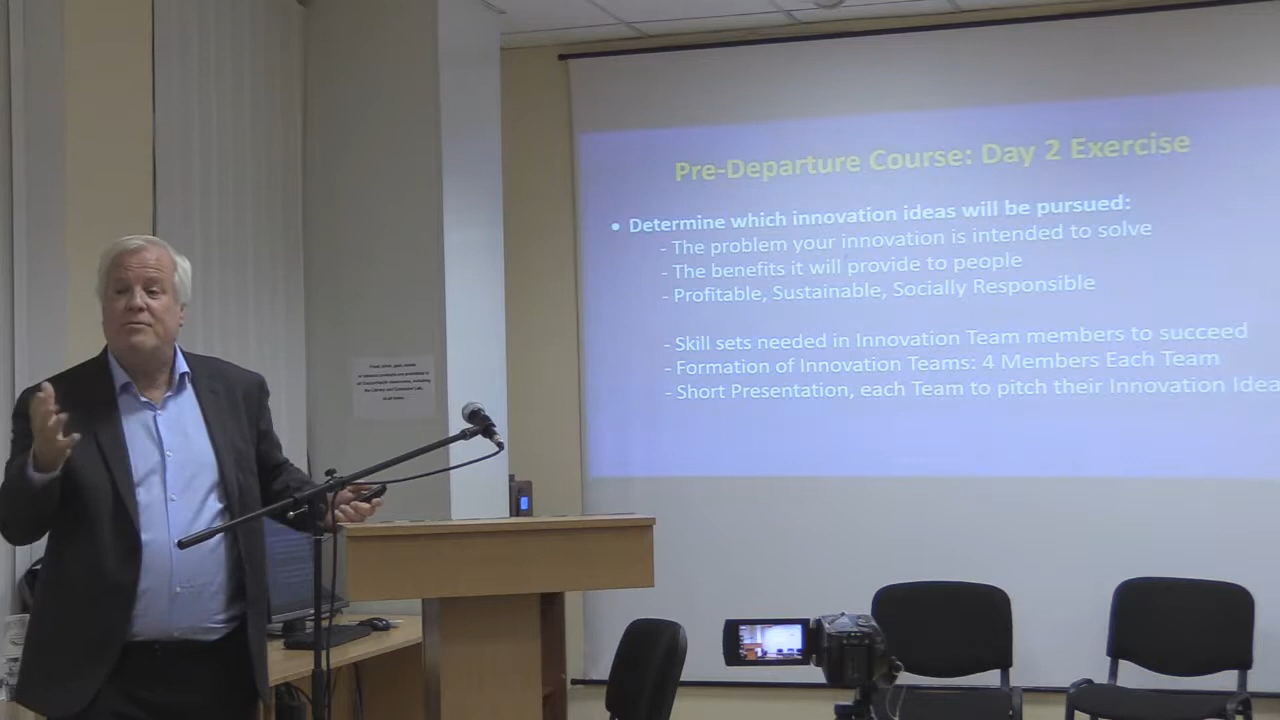 Pre-Departure Course: Day 2 Exercise
• Determine which innovation ideas will be pursued:
- The problem your innovation is intended to solve
- The benefits it will provide to people
- Profitable, Sustainable, Socially Responsible
- Skill sets needed in Innovation Team members to succeed
- Formation of Innovation Teams: 4 Members Each Team
- Short Presentation, each Team to pitch their Innovation Idea
at all times.